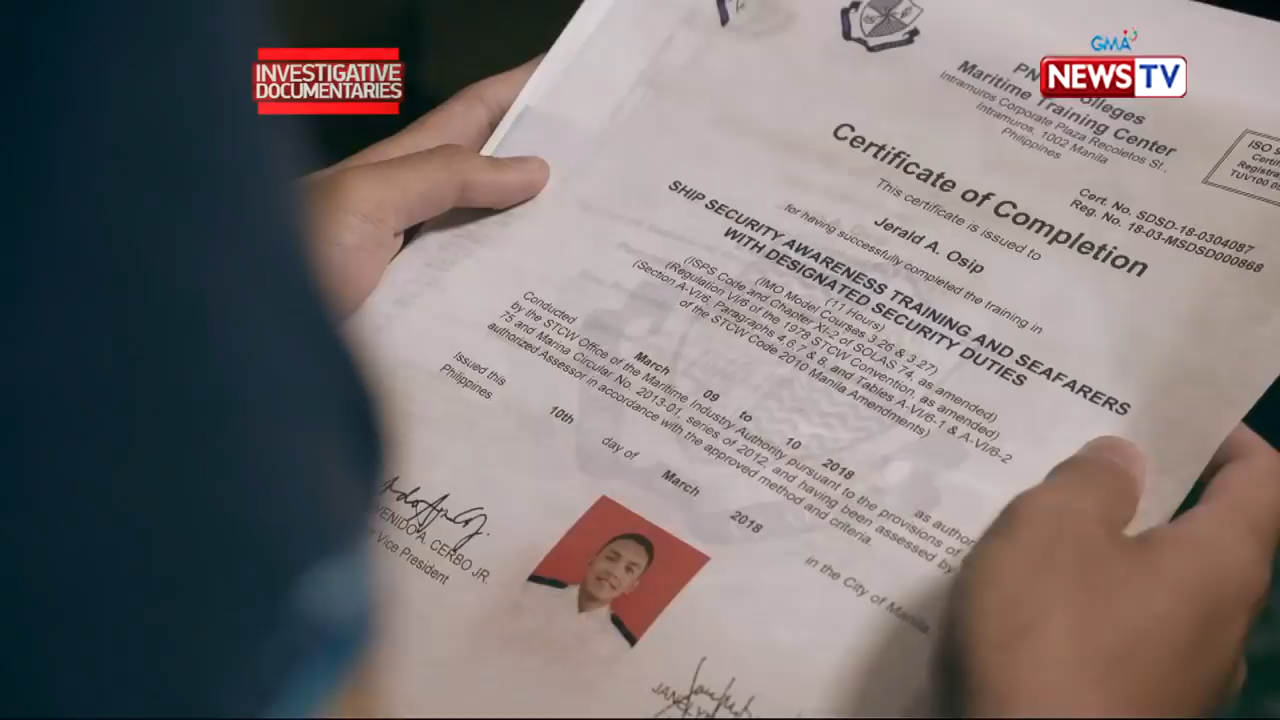 INVESTIGATIVE
DOCUMENTARIES
GMA
NEWS TV
Colleges
Maritime Training Center
Intramuros Corporate Plaza Recoletos St.,
Intramuros, 1002 Manila
Philippines
ISO
Certificate of Completion
Cert. No. SDSD-18-0304087
Reg. No. 18-03-MSDSD000868
This certificate is issued to
Jerald A. Osip
for having successfully completed the training in
SHIP SECURITY AWARENESS TRAINING AND SEAFARERS
WITH DESIGNATED SECURITY DUTIES
(11 Hours)
(IMO Model Courses 3.26 & 3.27)
(ISPS Code and Chapter XI-2 of SOLAS 74, as amended)
(Regulation VI/6 of the 1978 STCW Convention, as amended)
(Section A-VI/6, Paragraphs 4,6,7 & 8, and Tables A-VI/6-1 & A-VI/6-2
of the STCW Code 2010 Manila Amendments)
Conducted March 09 to 10 2018 as
by the STCW Office of the Maritime Industry Authority pursuant to the provisions of
75 and Marina Circular No. 2013-01, series of 2012, and having been assessed by
authorized Assessor in accordance with the approved method and criteria.
Issued this 10th day of March 2018 in the City of Manila
Philippines
A. CERBO JR.
Vice President